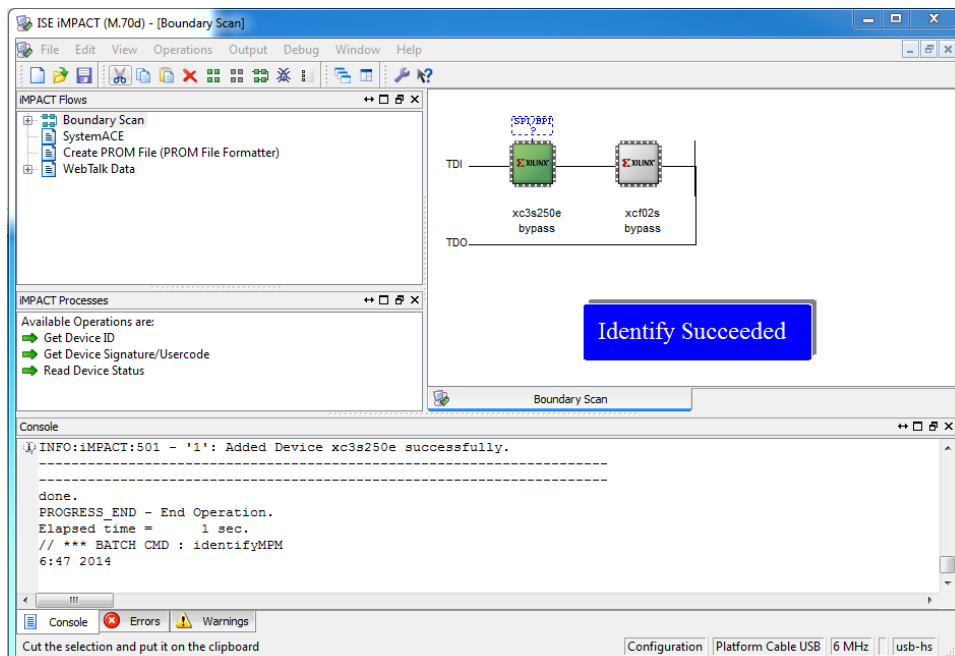 ISE iMPACT (M.70d) - [Boundary Scan]
File Edit View Operations Output Debug Window Help
iMPACT Flows
Boundary Scan
SystemACE
Create PROM File (PROM File Formatter)
WebTalk Data
SPI/BPI
?
TDI
XILINX
XILINX
xc3s250e
bypass
xcf02s
bypass
TDO
iMPACT Processes
Available Operations are:
Get Device ID
Get Device Signature/Usercode
Read Device Status
Identify Succeeded
Boundary Scan
Console
INFO:iMPACT:501 - '1': Added Device xc3s250e successfully.
----------------------------------------------------------------------
----------------------------------------------------------------------
done.
PROGRESS_END - End Operation.
Elapsed time =      1 sec.
// *** BATCH CMD : identifyMPM
6:47 2014
Console Errors Warnings
Cut the selection and put it on the clipboard
Configuration Platform Cable USB 6 MHz usb-hs